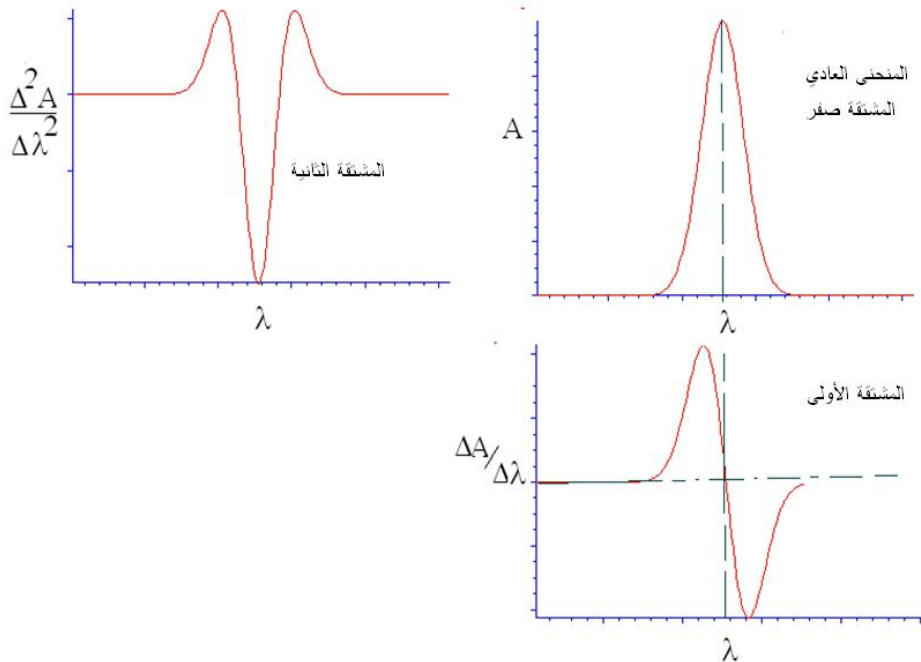 Δ²A
Δλ²
المشتقة الثانية
λ
المنحنى العادي
المشتقة صفر
A
λ
المشتقة الأولى
ΔA/Δλ
λ